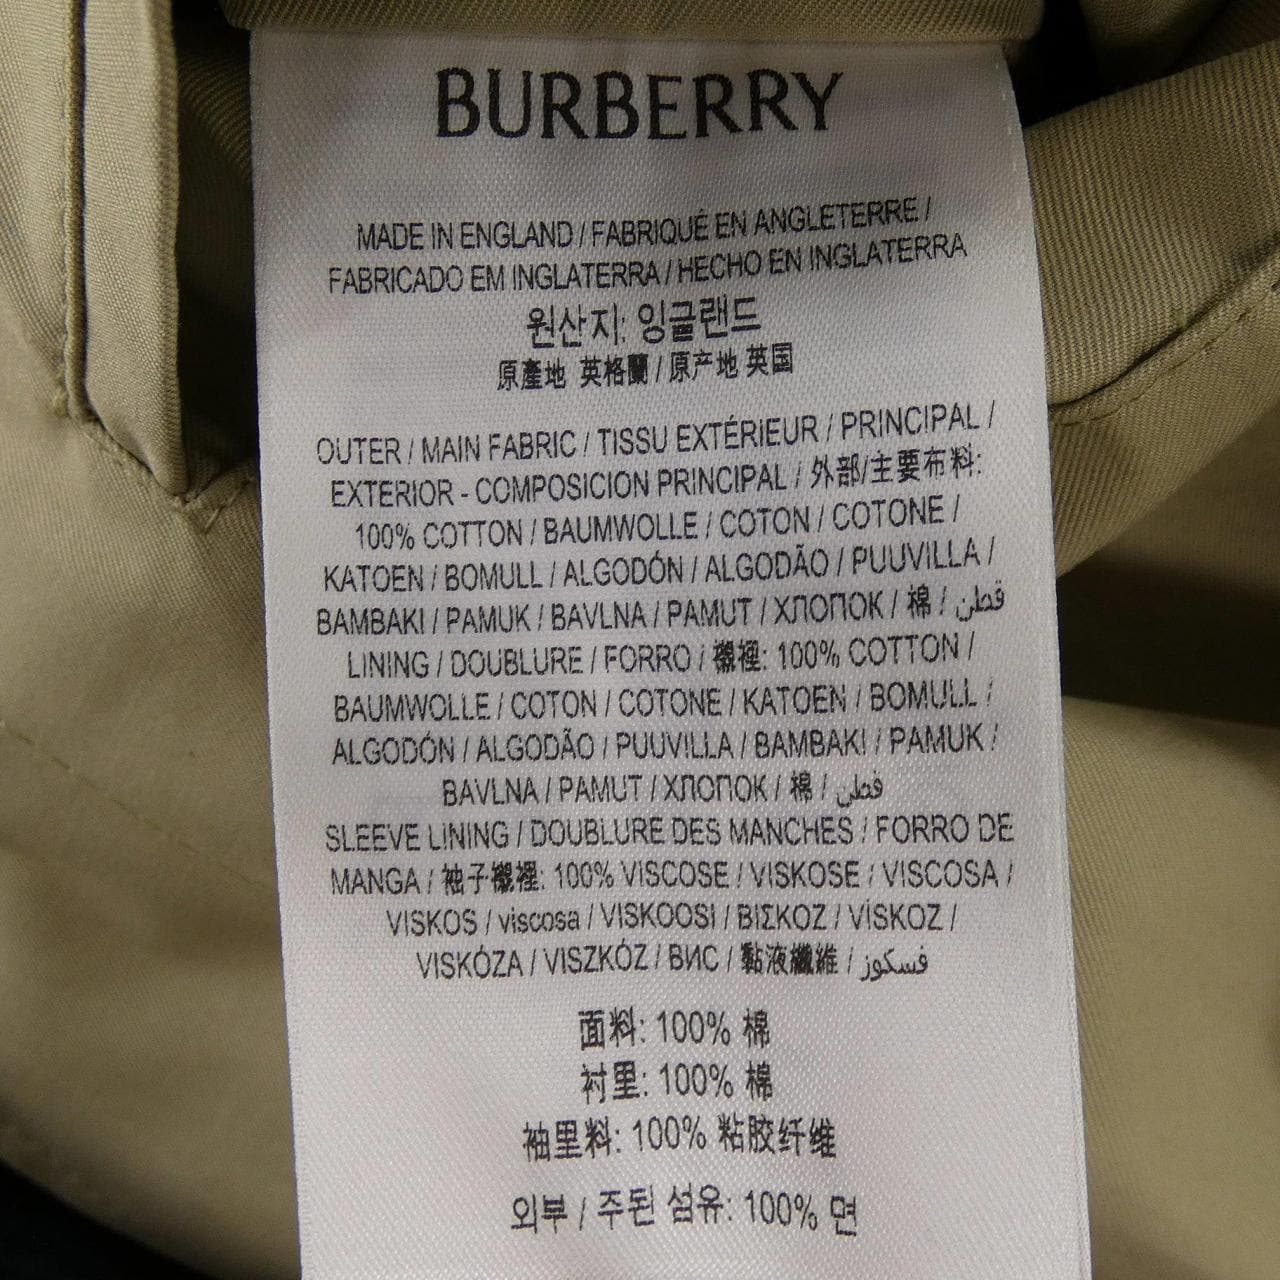 BURBERRY
MADE IN ENGLAND / FABRIQUÉ EN ANGLETERRE /
FABRICADO EM INGLATERRA / HECHO EN INGLATERRA
원산지: 잉글랜드
原產地 英格蘭 / 原产地 英国
OUTER / MAIN FABRIC / TISSU EXTÉRIEUR / PRINCIPAL /
EXTERIOR - COMPOSICION PRINCIPAL / 外部/主要布料:
100% COTTON / BAUMWOLLE / COTON / COTONE /
KATOEN / BOMULL / ALGODÓN / ALGODÃO / PUUVILLA /
BAMBAKI / PAMUK / BAVLNA / PAMUT / ХЛОПОК / 棉 / قطن
LINING / DOUBLURE / FORRO / 襯裡: 100% COTTON /
BAUMWOLLE / COTON / COTONE / KATOEN / BOMULL /
ALGODÓN / ALGODÃO / PUUVILLA / BAMBAKI / PAMUK /
BAVLNA / PAMUT / ХЛОПОК / 棉 / قطن
SLEEVE LINING / DOUBLURE DES MANCHES / FORRO DE
MANGA / 袖子襯裡: 100% VISCOSE / VISKOSE / VISCOSA /
VISKOS / viscosa / VISKOOSI / ΒΙΣΚΟΖ / VİSKOZ /
VISKÓZA / VISZKÓZ / ВИС / 黏液纖維 / فسكوز
面料: 100% 棉
衬里: 100% 棉
袖里料: 100% 粘胶纤维
외부 / 주된 섬유: 100% 면